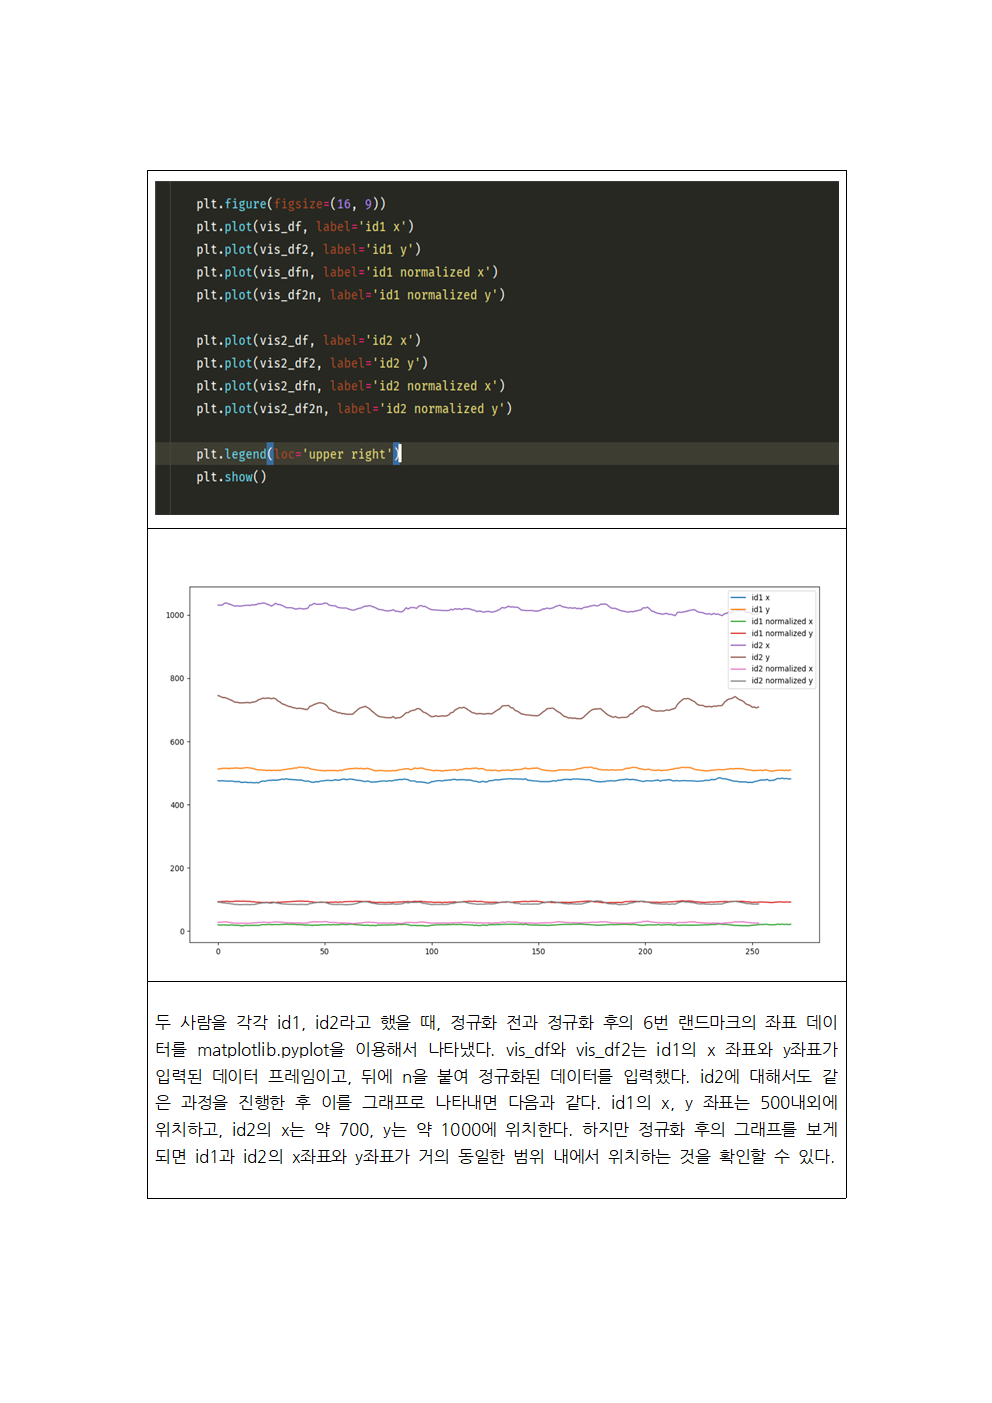 plt.figure(figsize=(16, 9))
plt.plot(vis_df, label='id1 x')
plt.plot(vis_df2, label='id1 y')
plt.plot(vis_dfn, label='id1 normalized x')
plt.plot(vis_df2n, label='id1 normalized y')
plt.plot(vis2_df, label='id2 x')
plt.plot(vis2_df2, label='id2 y')
plt.plot(vis2_dfn, label='id2 normalized x')
plt.plot(vis2_df2n, label='id2 normalized y')
plt.legend(loc='upper right')
plt.show()
1000
800
600
400
200
0
0 50 100 150 200 250
id1 x
id1 y
id1 normalized x
id1 normalized y
id2 x
id2 y
id2 normalized x
id2 normalized y
두 사람을 각각 id1, id2라고 했을 때, 정규화 전과 정규화 후의 6번 랜드마크의 좌표 데이
터를 matplotlib.pyplot을 이용해서 나타냈다. vis_df와 vis_df2는 id1의 x 좌표와 y좌표가
입력된 데이터 프레임이고, 뒤에 n을 붙여 정규화된 데이터를 입력했다. id2에 대해서도 같
은 과정을 진행한 후 이를 그래프로 나타내면 다음과 같다. id1의 x, y 좌표는 500내외에
위치하고, id2의 x는 약 700, y는 약 1000에 위치한다. 하지만 정규화 후의 그래프를 보게
되면 id1과 id2의 x좌표와 y좌표가 거의 동일한 범위 내에서 위치하는 것을 확인할 수 있다.